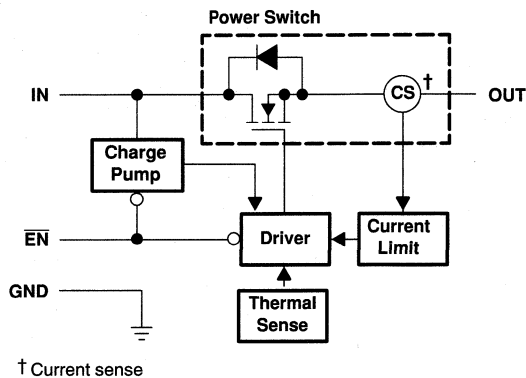 Power Switch
IN
CS
†
OUT
Charge
Pump
EN
Driver
Current
Limit
GND
Thermal
Sense
† Current sense